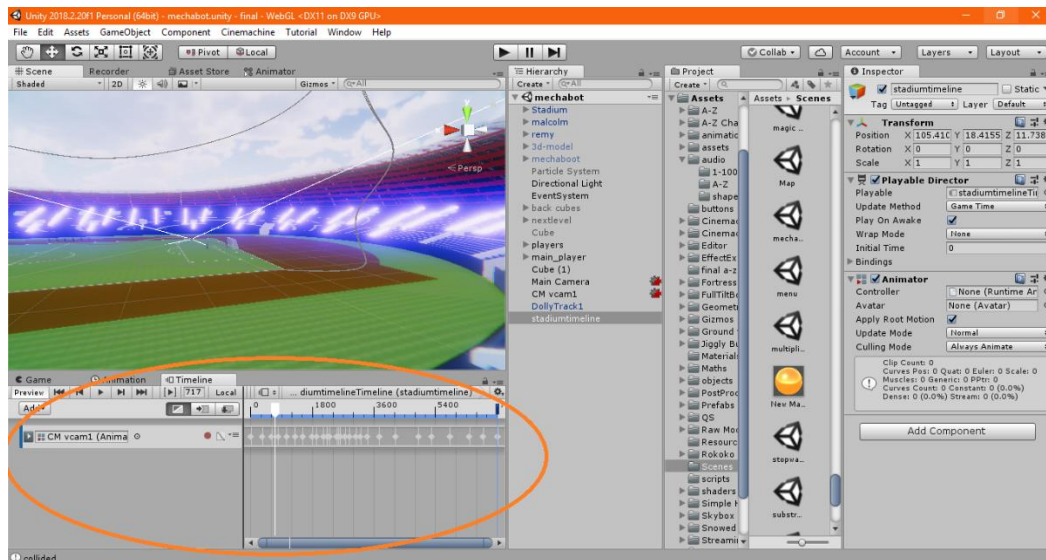 Unity 2018.2.20f1 Personal (64bit) - mechabot.unity - final - WebGL <DX11 on DX9 GPU>
File Edit Assets GameObject Component Cinemachine Tutorial Window Help
Pivot Local Collab Account Layers Layout
Scene Recorder Asset Store Animator
Shaded 2D Gizmos All
y
Persp
Game Animation Timeline
Preview 717 Local ... diumtimelineTimeline (stadiumtimeline)
Add 0 1800 3600 5400
CM vcam1 (Anima
collided
Hierarchy
Create All
mechabot
Stadium
malcolm
remy
3d-model
mechaboot
Particle System
Directional Light
EventSystem
back cubes
nextlevel
Cube
players
main_player
Cube (1)
Main Camera
CM vcam1
DollyTrack1
stadiumtimeline
Project
Create
Assets
A-Z
A-Z Cha
animatic
assets
audio
1-100
A-Z
shape
buttons
Cinemac
Cinemac
Editor
EffectEx
final a-z
Fortress
FullTiltBo
Geometr
Gizmos
Ground
Jiggly Bu
Material
Maths
objects
PostProc
Prefabs
QS
Raw Moc
Resourc
Rokoko
Scenes
scripts
shaders
Simple H
Skybox
Snowed
Streamin
Assets Scenes
magic ..
Map
mecha..
menu
multipli..
New Ma..
stopwa..
substr..
Inspector
stadiumtimeline Static
Tag Untagged Layer Default
Transform
Position X 105.410 Y 18.4155 Z 11.738
Rotation X 0 Y 0 Z 0
Scale X 1 Y 1 Z 1
Playable Director
Playable stadiumtimelineTi
Update Method Game Time
Play On Awake
Wrap Mode None
Initial Time 0
Bindings
Animator
Controller None (Runtime Ar
Avatar None (Avatar)
Apply Root Motion
Update Mode Normal
Culling Mode Always Animate
Clip Count: 0
Curves Pos: 0 Quat: 0 Euler: 0 Scale: 0
Muscles: 0 Generic: 0 PPtr: 0
Curves Count: 0 Constant: 0 (0.0%)
Dense: 0 (0.0%) Stream: 0 (0.0%)
Add Component